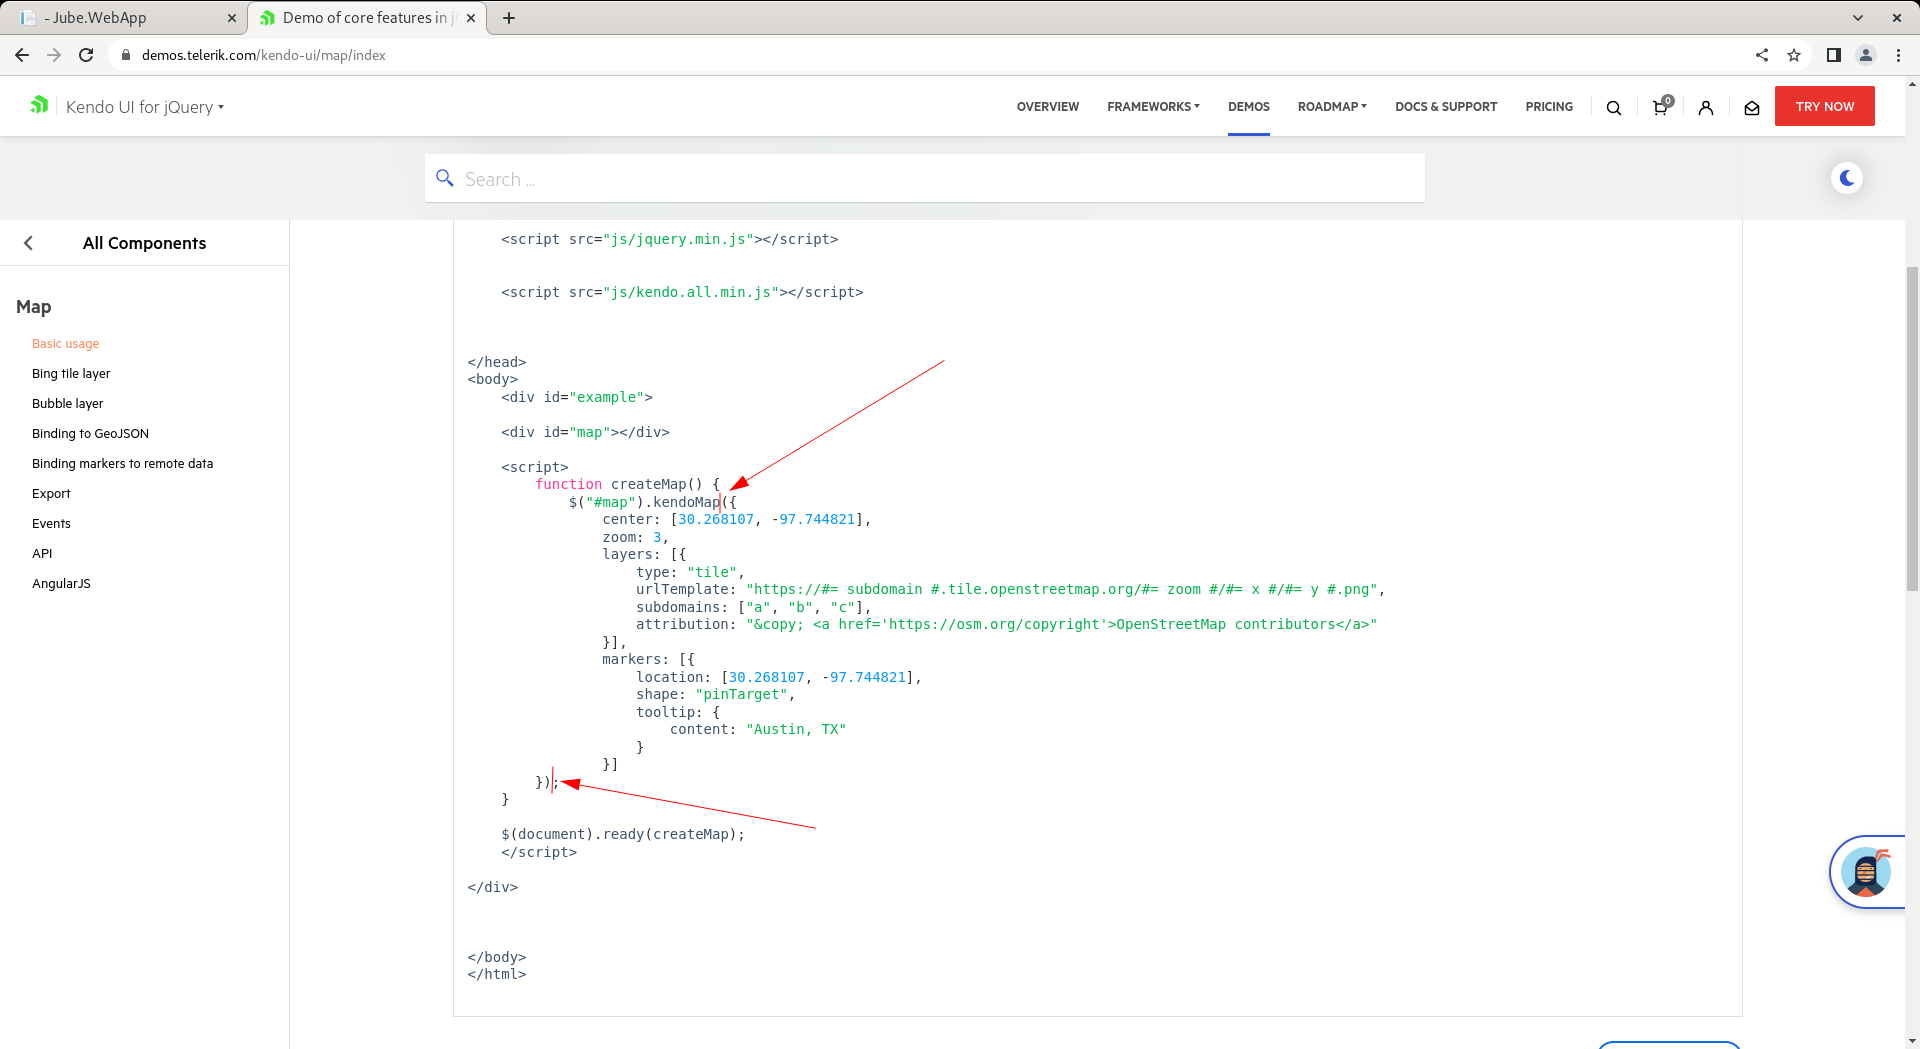 - Jube.WebApp
Demo of core features in j
demos.telerik.com/kendo-ui/map/index
Kendo UI for jQuery
OVERVIEW FRAMEWORKS DEMOS ROADMAP DOCS & SUPPORT PRICING 0 TRY NOW
Search ...
All Components
Map
Basic usage
Bing tile layer
Bubble layer
Binding to GeoJSON
Binding markers to remote data
Export
Events
API
AngularJS
<script src="js/jquery.min.js"></script>
<script src="js/kendo.all.min.js"></script>
</head>
<body>
<div id="example">
<div id="map"></div>
<script>
function createMap() {
$("#map").kendoMap({
center: [30.268107, -97.744821],
zoom: 3,
layers: [{
type: "tile",
urlTemplate: "https://#= subdomain #.tile.openstreetmap.org/#= zoom #/#= x #/#= y #.png",
subdomains: ["a", "b", "c"],
attribution: "&copy; <a href='https://osm.org/copyright'>OpenStreetMap contributors</a>"
}],
markers: [{
location: [30.268107, -97.744821],
shape: "pinTarget",
tooltip: {
content: "Austin, TX"
}
}]
});
}
$(document).ready(createMap);
</script>
</div>
</body>
</html>